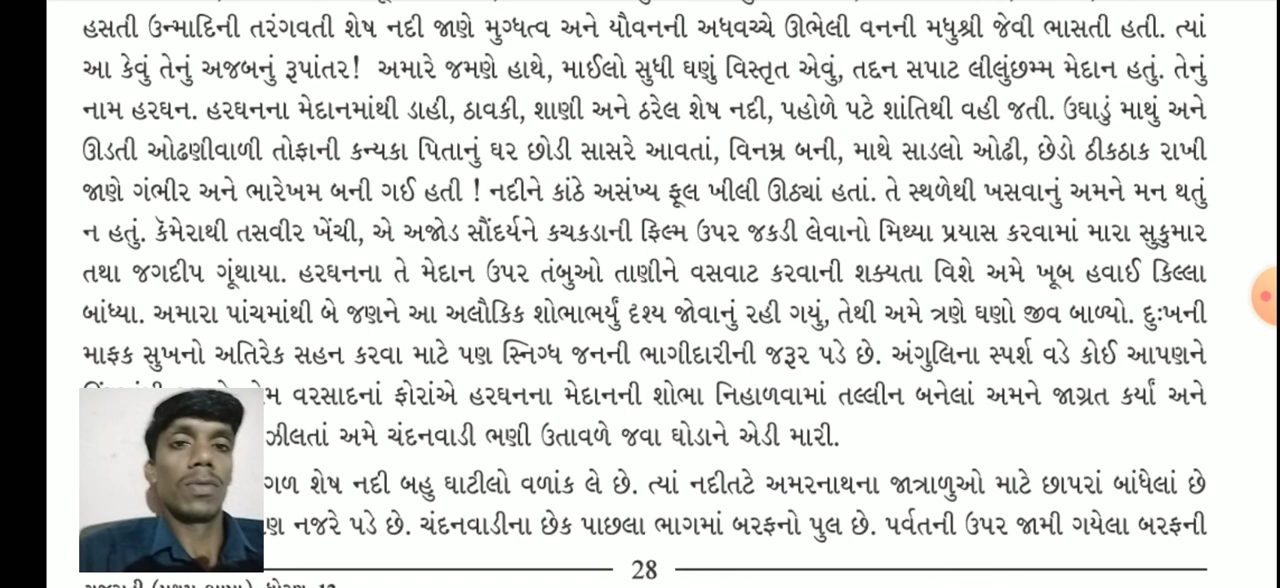 હસતી ઉન્માદિની તરંગવતી શેષ નદી જાણે મુગ્ધત્વ અને યૌવનની અધવચ્ચે ઊભેલી વનની મધુશ્રી જેવી ભાસતી હતી. ત્યાં
આ કેવું તેનું અજબનું રૂપાંતર! અમારે જમણે હાથે, માઈલો સુધી ઘણું વિસ્તૃત એવું, તદ્દન સપાટ લીલુંછમ્મ મેદાન હતું. તેનું
નામ હરઘન. હરઘનના મેદાનમાંથી ડાહી, ઠાવકી, શાણી અને ઠરેલ શેષ નદી, પહોળે પટે શાંતિથી વહી જતી. ઉઘાડું માથું અને
ઊડતી ઓઢણીવાળી તોફાની કન્યકા પિતાનું ઘર છોડી સાસરે આવતાં, વિનમ્ર બની, માથે સાડલો ઓઢી, છેડો ઠીકઠાક રાખી
જાણે ગંભીર અને ભારેખમ બની ગઈ હતી ! નદીને કાંઠે અસંખ્ય ફૂલ ખીલી ઊઠ્યાં હતાં. તે સ્થળેથી ખસવાનું અમને મન થતું
ન હતું. કૅમેરાથી તસવીર ખેંચી, એ અજોડ સૌંદર્યને કચકડાની ફિલ્મ ઉપર જકડી લેવાનો મિથ્યા પ્રયાસ કરવામાં મારા સુકુમાર
તથા જગદીપ ગૂંથાયા. હરઘનના તે મેદાન ઉપર તંબુઓ તાણીને વસવાટ કરવાની શક્યતા વિશે અમે ખૂબ હવાઈ કિલ્લા
બાંધ્યા. અમારા પાંચમાંથી બે જણને આ અલૌકિક શોભાભર્યું દૃશ્ય જોવાનું રહી ગયું, તેથી અમે ત્રણે ઘણો જીવ બાળ્યો. દુઃખની
માફક સુખનો અતિરેક સહન કરવા માટે પણ સ્નિગ્ધ જનની ભાગીદારીની જરૂર પડે છે. અંગુલિના સ્પર્શ વડે કોઈ આપણને
વરસાદનાં ફોરાંએ હરઘનના મેદાનની શોભા નિહાળવામાં તલ્લીન બનેલાં અમને જાગ્રત કર્યાં અને
ઝીલતાં અમે ચંદનવાડી ભણી ઉતાવળે જવા ઘોડાને એડી મારી.
શેષ નદી બહુ ઘાટીલો વળાંક લે છે. ત્યાં નદીતટે અમરનાથના જાત્રાળુઓ માટે છાપરાં બાંધેલાં છે
નજરે પડે છે. ચંદનવાડીના છેક પાછલા ભાગમાં બરફનો પુલ છે. પર્વતની ઉપર જામી ગયેલા બરફની
28